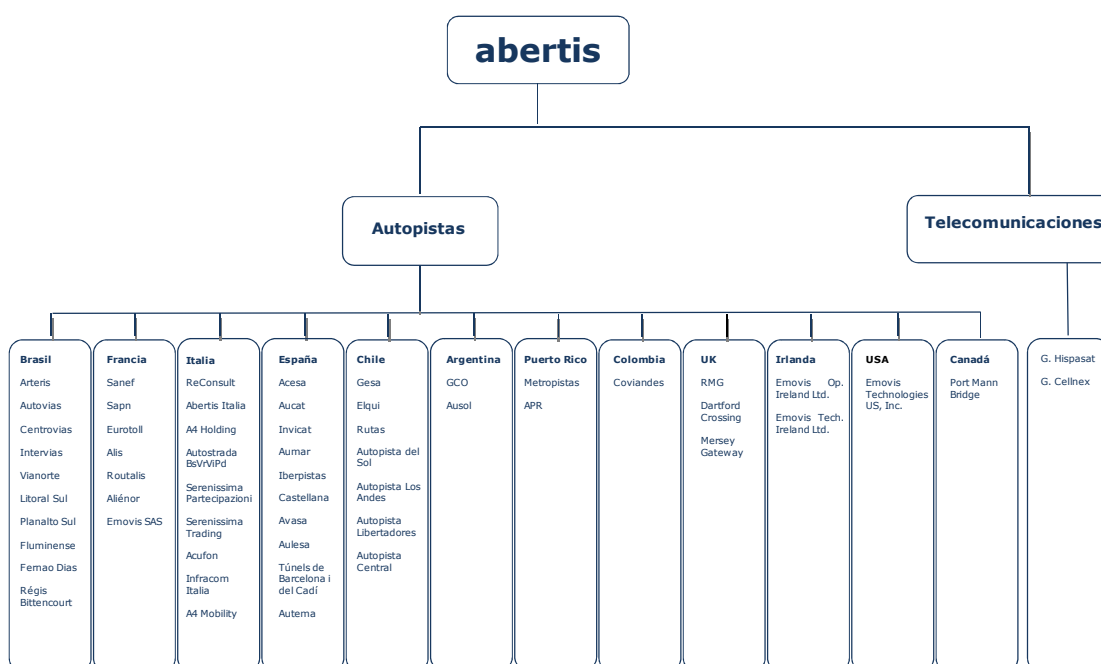 abertis
Autopistas
Telecomunicaciones
Brasil
Arteris
Autovias
Centrovias
Intervias
Vianorte
Litoral Sul
Planalto Sul
Fluminense
Fernao Dias
Régis
Bittencourt
Francia
Sanef
Sapn
Eurotoll
Alis
Routalis
Aliénor
Emovis SAS
Italia
ReConsult
Abertis Italia
A4 Holding
Autostrada
BsVrViPd
Serenissima
Partecipazioni
Serenissima
Trading
Acufon
Infracom
Italia
A4 Mobility
España
Acesa
Aucat
Invicat
Aumar
Iberpistas
Castellana
Avasa
Aulesa
Túnels de
Barcelona i
del Cadí
Autema
Chile
Gesa
Elqui
Rutas
Autopista del
Sol
Autopista Los
Andes
Autopista
Libertadores
Autopista
Central
Argentina
GCO
Ausol
Puerto Rico
Metropistas
APR
Colombia
Coviandes
UK
RMG
Dartford
Crossing
Mersey
Gateway
Irlanda
Emovis Op.
Ireland Ltd.
Emovis Tech.
Ireland Ltd.
USA
Emovis
Technologies
US, Inc.
Canadá
Port Mann
Bridge
G. Hispasat
G. Cellnex